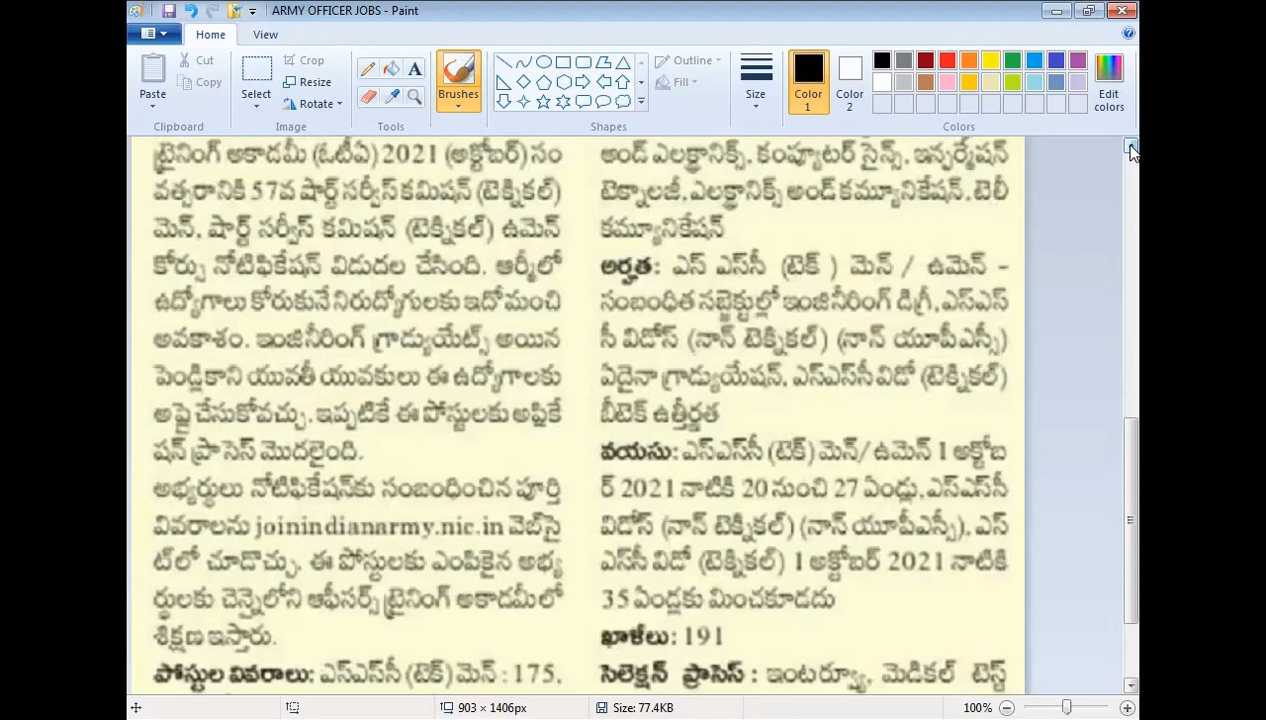 ARMY OFFICER JOBS - Paint
Home
View
Paste
Cut
Copy
Clipboard
Select
Crop
Resize
Rotate
Image
Tools
Brushes
Shapes
Outline
Fill
Size
Color 1
Color 2
Edit colors
Colors
ట్రైనింగ్ అకాడమీ (ఓటీఏ) 2021 (అక్టోబర్) సం
వత్సరానికి 57వ షార్ట్ సర్వీస్ కమిషన్ (టెక్నికల్)
మెన్, షార్ట్ సర్వీస్ కమిషన్ (టెక్నికల్) ఉమెన్
కోర్సు నోటిఫికేషన్ విడుదల చేసింది. ఆర్మీలో
ఉద్యోగాలు కోరుకునే నిరుద్యోగులకు ఇదో మంచి
అవకాశం. ఇంజినీరింగ్ గ్రాడ్యుయేట్స్ అయిన
పెండ్లికాని యువతీ యువకులు ఈ ఉద్యోగాలకు
అప్లై చేసుకోవచ్చు. ఇప్పటికే ఈ పోస్టులకు అప్లికే
షన్ ప్రాసెస్ మొదలైంది.
అభ్యర్థులు నోటిఫికేషన్‌కు సంబంధించిన పూర్తి
వివరాలను joinindianarmy.nic.in వెబ్‌సై
ట్‌లో చూడొచ్చు. ఈ పోస్టులకు ఎంపికైన అభ్య
ర్థులకు చెన్నైలోని ఆఫీసర్స్ ట్రైనింగ్ అకాడమీలో
శిక్షణ ఇస్తారు.
పోస్టుల వివరాలు: ఎస్ఎస్‌సీ (టెక్) మెన్ : 175,
అండ్ ఎలక్ట్రానిక్స్, కంప్యూటర్ సైన్స్, ఇన్ఫర్మేషన్
టెక్నాలజీ, ఎలక్ట్రానిక్స్ అండ్ కమ్యూనికేషన్, టెలీ
కమ్యూనికేషన్
అర్హత: ఎస్ ఎస్‌సీ (టెక్ ) మెన్ / ఉమెన్ -
సంబంధిత సబ్జెక్టుల్లో ఇంజినీరింగ్ డిగ్రీ, ఎస్ఎస్
సీ విడోస్ (నాన్ టెక్నికల్) (నాన్ యూపీఎస్సీ)
ఏదైనా గ్రాడ్యుయేషన్, ఎస్ఎస్‌సీ విడో (టెక్నికల్)
బీటెక్ ఉత్తీర్ణత
వయసు: ఎస్ఎస్‌సీ (టెక్) మెన్/ ఉమెన్ 1 అక్టోబ
ర్ 2021 నాటికి 20 నుంచి 27 ఏండ్లు, ఎస్ఎస్‌సీ
విడోస్ (నాన్ టెక్నికల్) (నాన్ యూపీఎస్సీ), ఎస్
ఎస్‌సీ విడో (టెక్నికల్) 1 అక్టోబర్ 2021 నాటికి
35 ఏండ్లకు మించకూడదు
ఖాళీలు: 191
సెలెక్షన్ ప్రాసెస్ : ఇంటర్వ్యూ, మెడికల్ టెస్ట్
903 × 1406px
Size: 77.4KB
100%